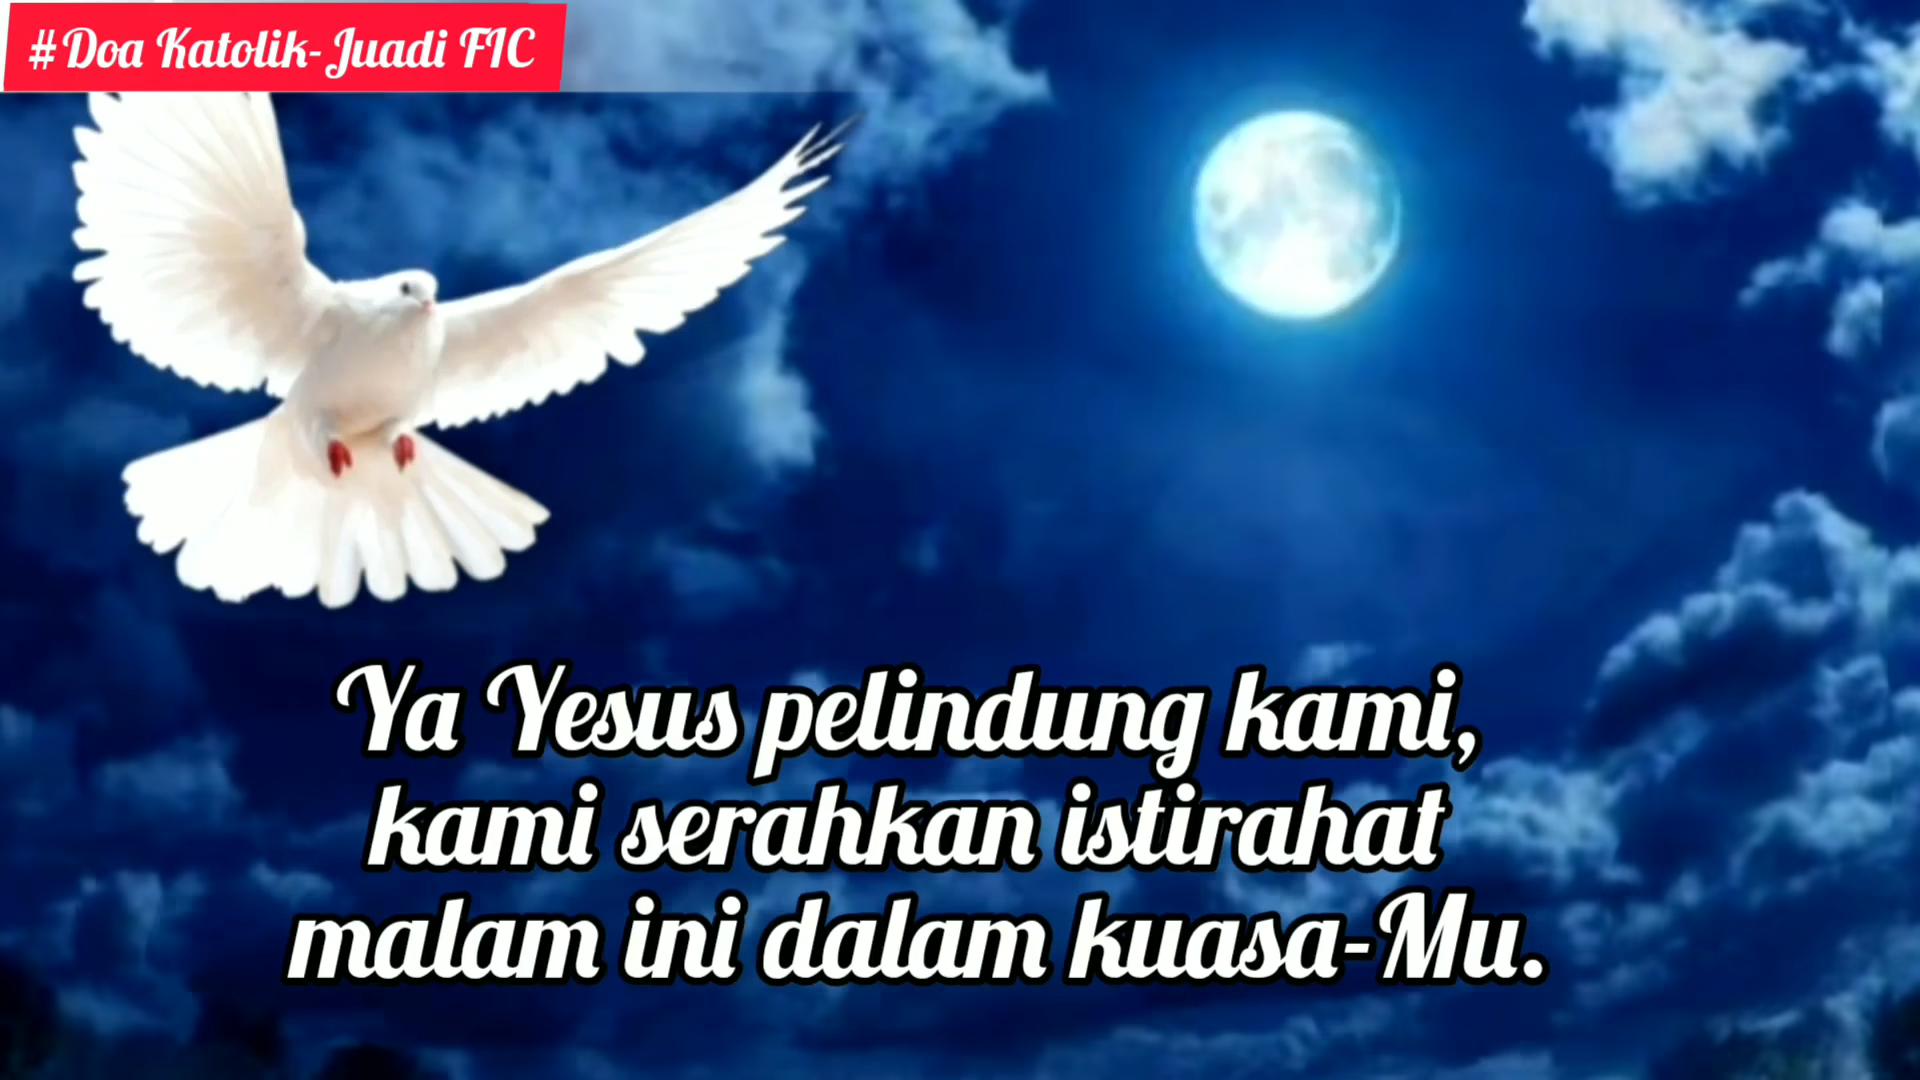 #Doa Katolik-Juadi FIC
Ya Yesus pelindung kami,
kami serahkan istirahat
malam ini dalam kuasa-Mu.